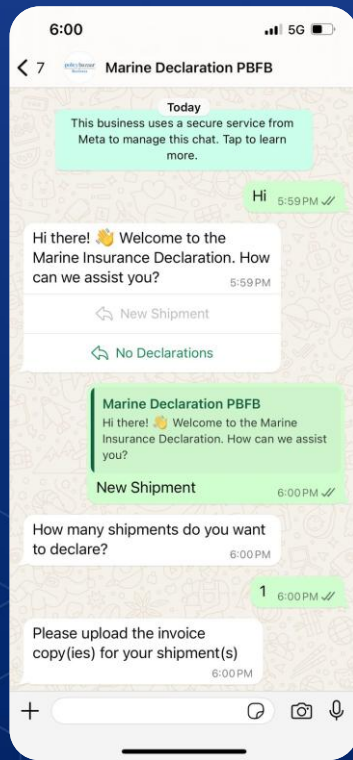 6:00
5G
7
policybazaar
Marine Declaration PBFB
Today
This business uses a secure service from
Meta to manage this chat. Tap to learn
more.
Hi 5:59 PM
Hi there! 👋 Welcome to the
Marine Insurance Declaration. How
can we assist you?
5:59 PM
New Shipment
No Declarations
Marine Declaration PBFB
Hi there! 👋 Welcome to the Marine
Insurance Declaration. How can we assist
you?
New Shipment
6:00 PM
How many shipments do you want
to declare?
6:00 PM
1 6:00 PM
Please upload the invoice
copy(ies) for your shipment(s)
6:00 PM